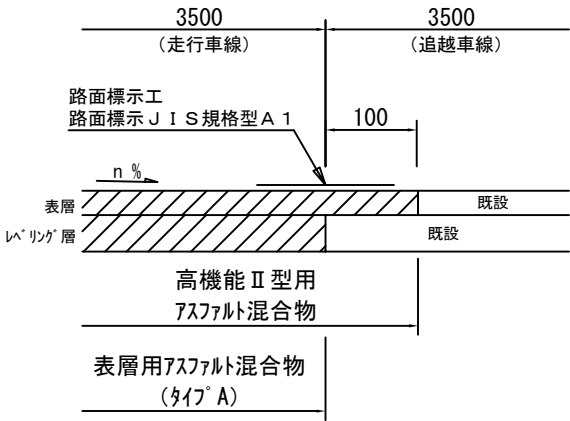 3500
3500
(走行車線)
(追越車線)
路面標示工
路面標示ＪＩＳ規格型Ａ１
100
n %
表層
既設
ﾚﾍﾞﾘﾝｸﾞ層
既設
高機能Ⅱ型用
ｱｽﾌｧﾙﾄ混合物
表層用ｱｽﾌｧﾙﾄ混合物
(ﾀｲﾌﾟA)